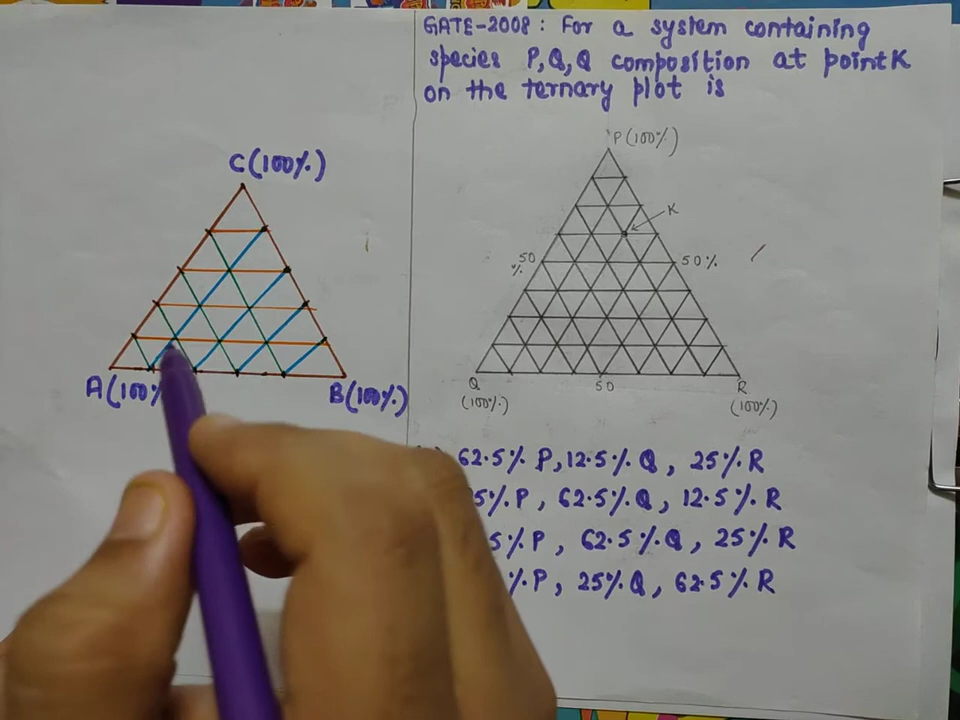 GATE-2008: For a system containing
species P,Q,Q composition at point K
on the ternary plot is
C(100%)
A(100%
B(100%)
P(100%)
K
50
%
50%
Q
(100%)
50
R
(100%)
62.5% P, 12.5% Q, 25% R
5% P, 62.5% Q, 12.5% R
5% P, 62.5% Q, 25% R
% P, 25% Q, 62.5% R